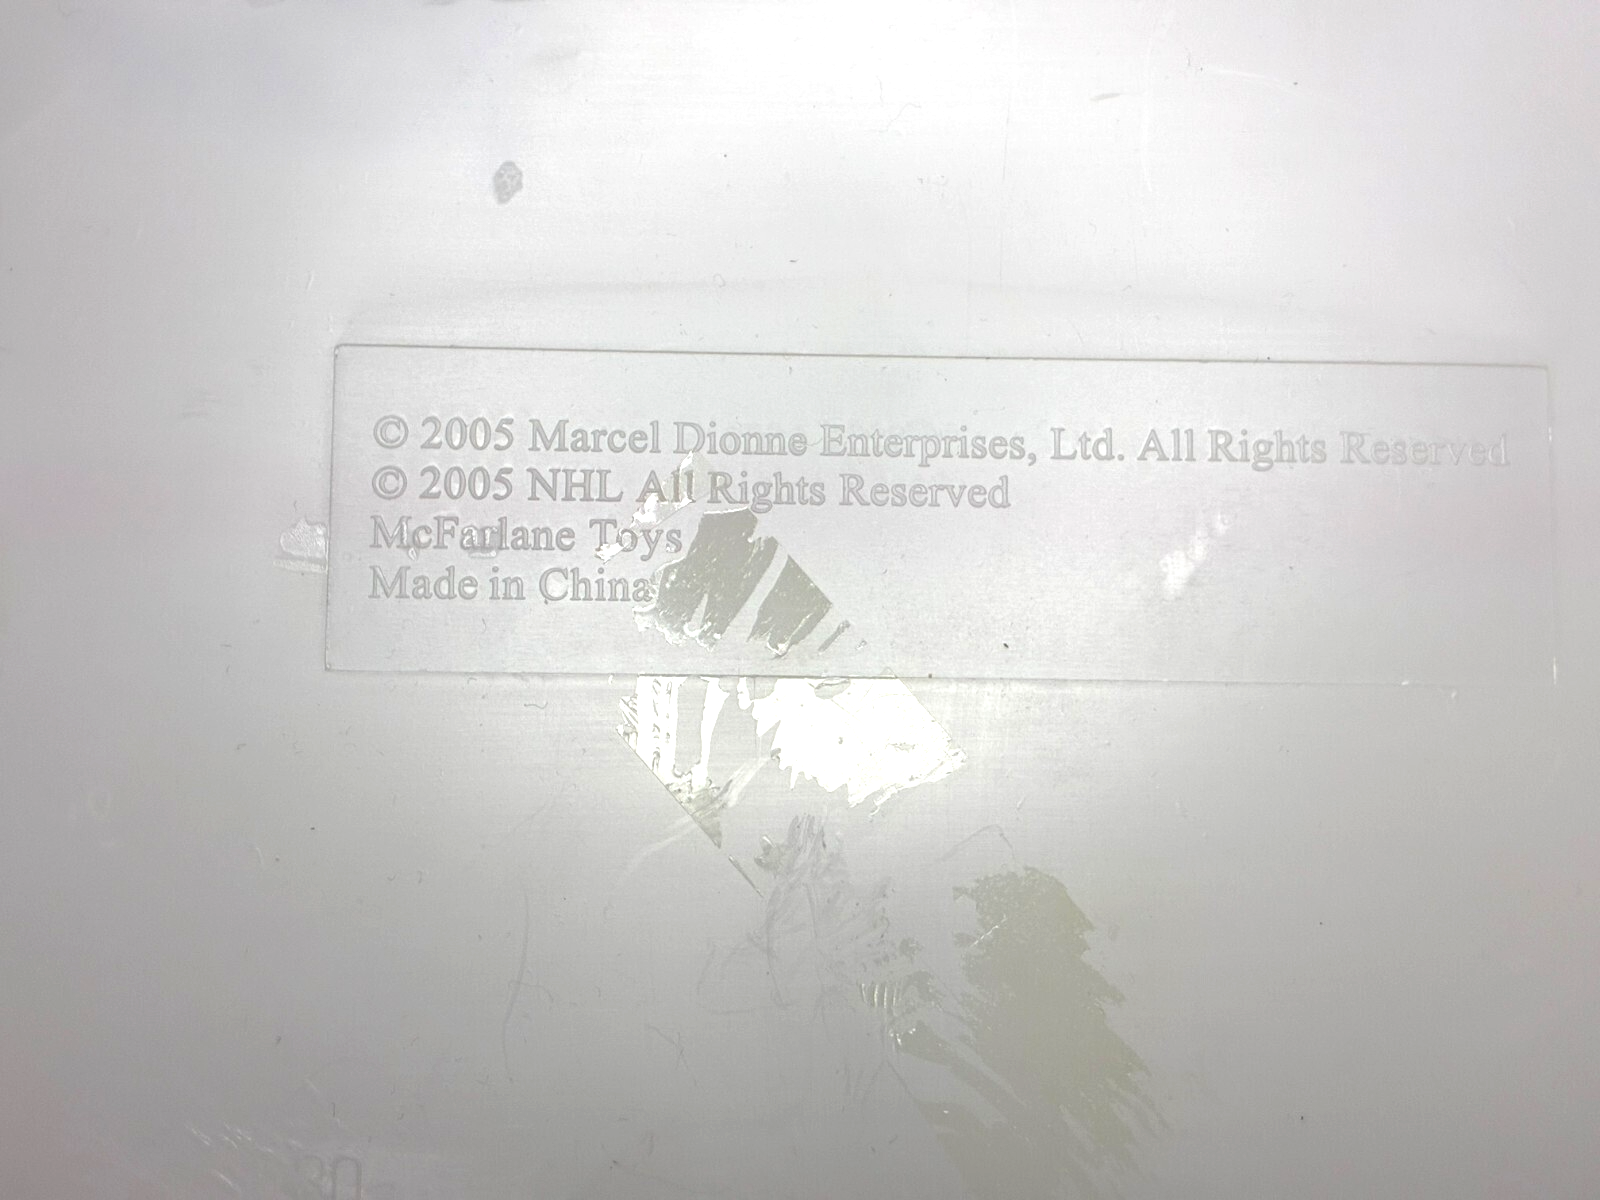 © 2005 Marcel Dionne Enterprises, Ltd. All Rights Reserved
© 2005 NHL All Rights Reserved
McFarlane Toys
Made in China